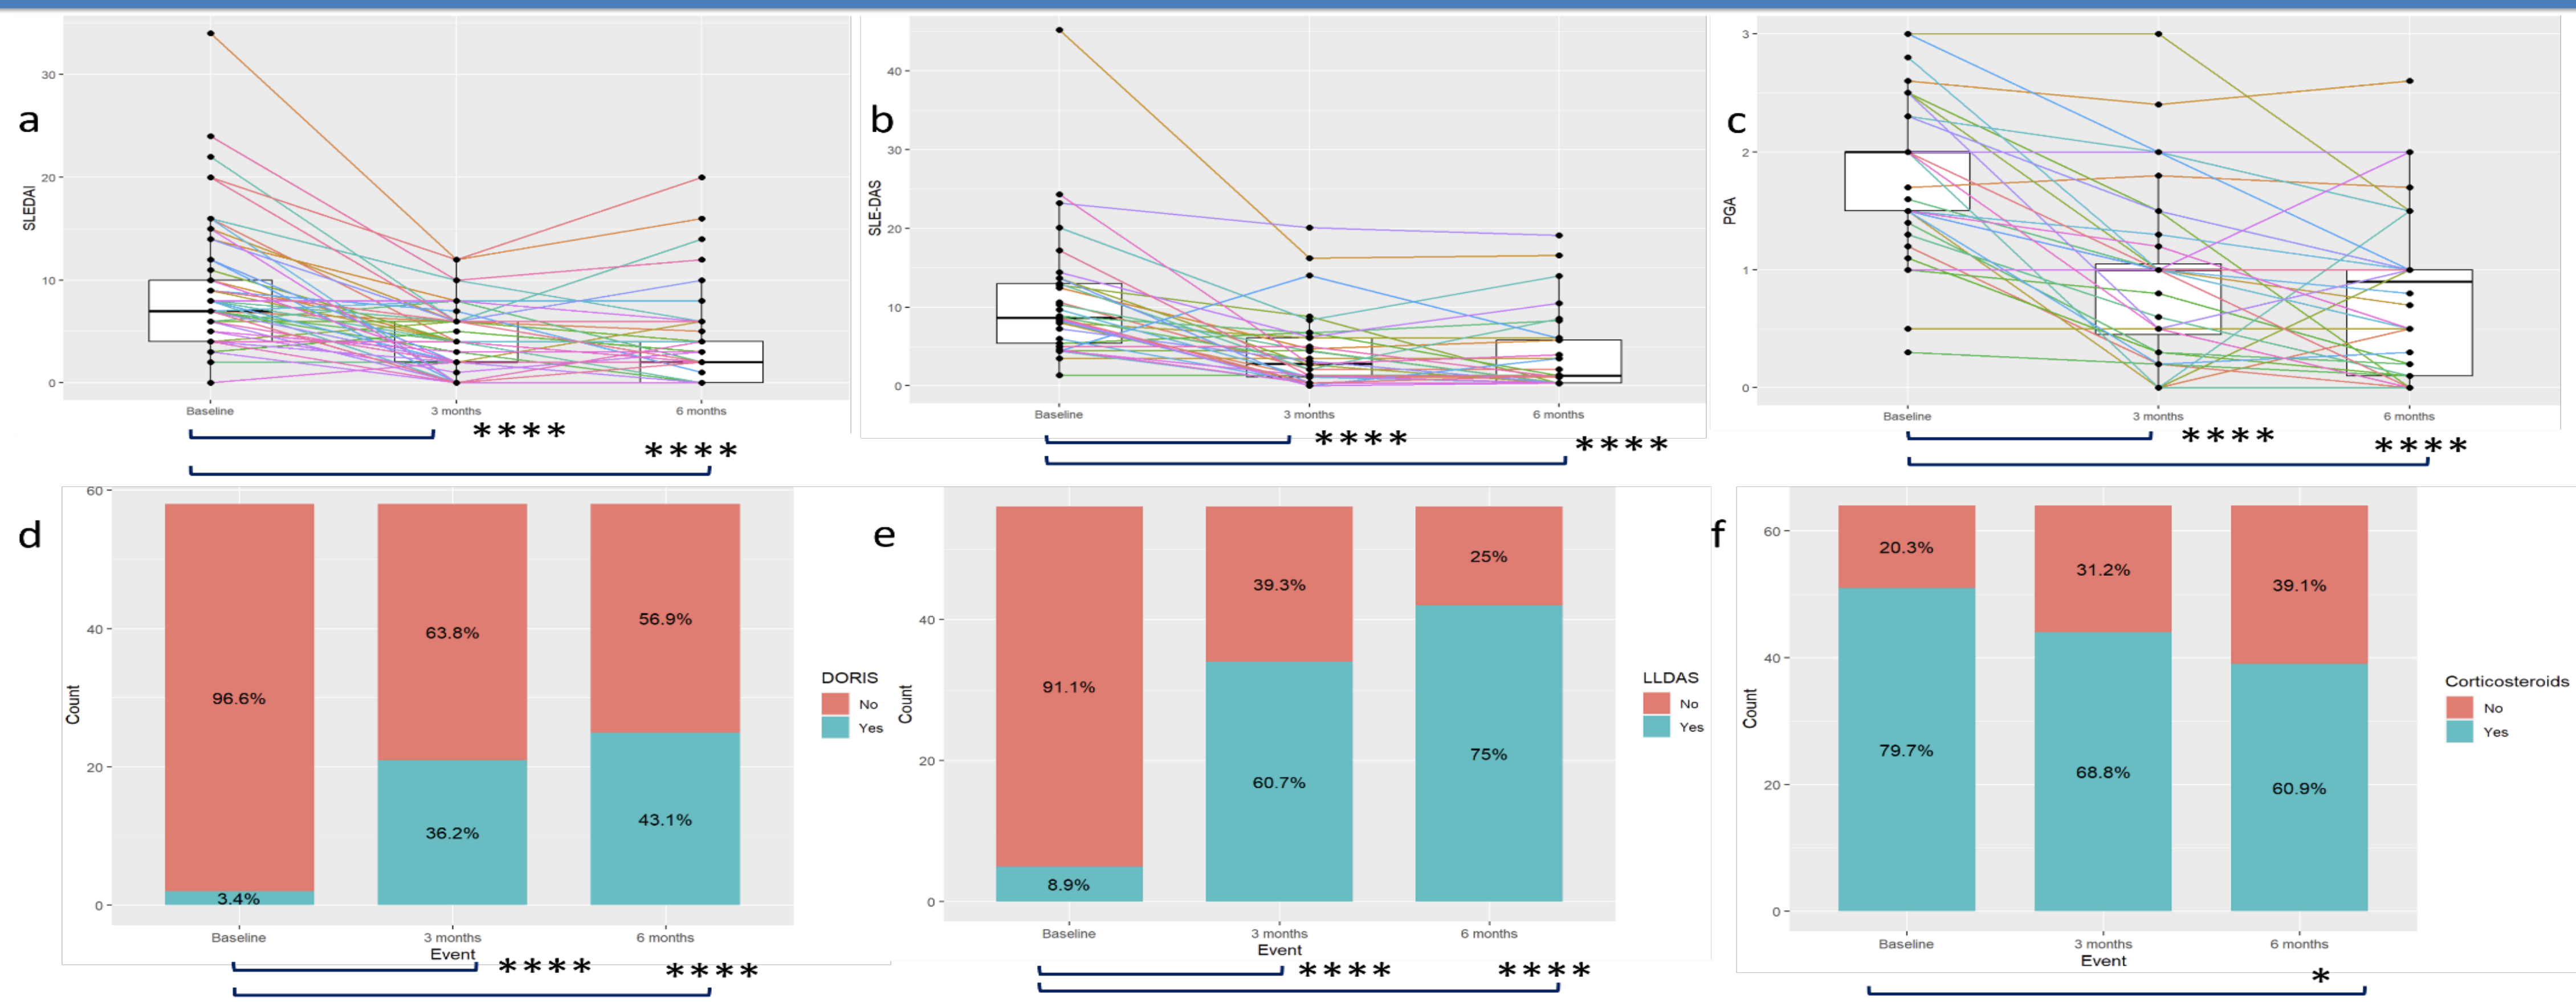 a
SLEDAI
30
20
10
0
Baseline
3 months
6 months
****
****
b
SLE-DAS
40
30
20
10
0
Baseline
3 months
6 months
****
****
c
PGA
3
2
1
0
Baseline
3 months
6 months
****
****
d
Count
60
40
20
0
96.6%
3.4%
63.8%
36.2%
56.9%
43.1%
Baseline
3 months
6 months
Event
DORIS
No
Yes
****
****
e
Count
40
20
0
91.1%
8.9%
39.3%
60.7%
25%
75%
Baseline
3 months
6 months
Event
LLDAS
No
Yes
****
****
f
Count
60
40
20
0
20.3%
79.7%
31.2%
68.8%
39.1%
60.9%
Baseline
3 months
6 months
Event
Corticosteroids
No
Yes
*